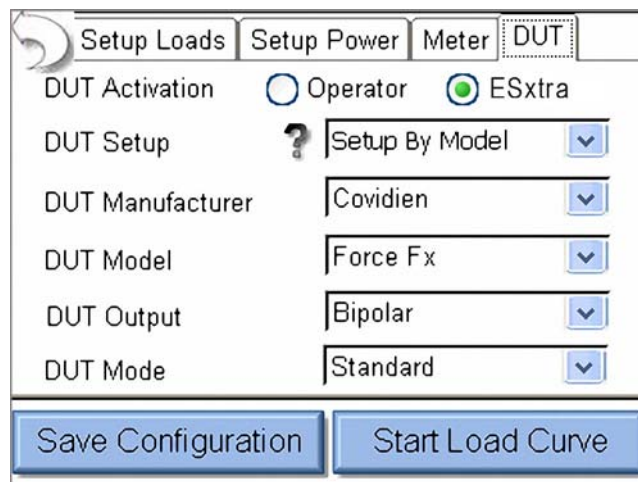 Setup Loads Setup Power Meter DUT
DUT Activation Operator ESxtra
DUT Setup ? Setup By Model
DUT Manufacturer Covidien
DUT Model Force Fx
DUT Output Bipolar
DUT Mode Standard
Save Configuration Start Load Curve